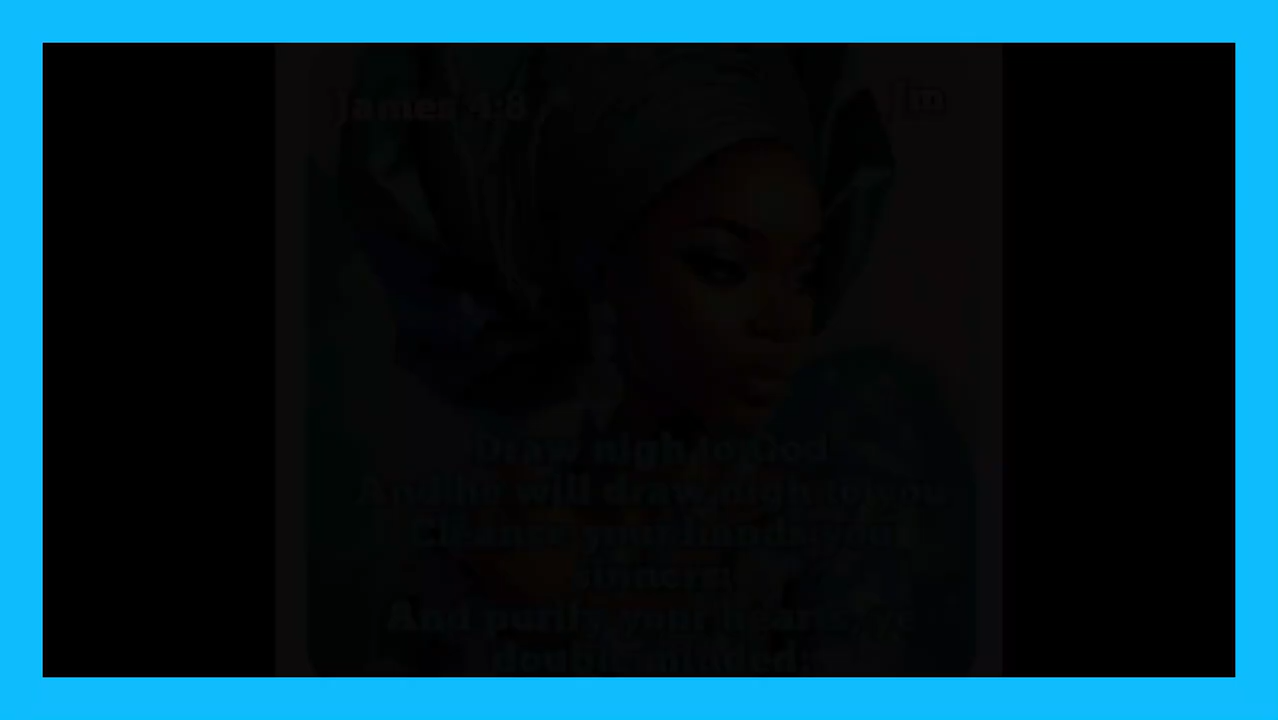 James 4:8
m
Draw nigh to God
And he will draw nigh to you
Cleanse your hands, your
sinners;
And purify your hearts, ye
double minded.